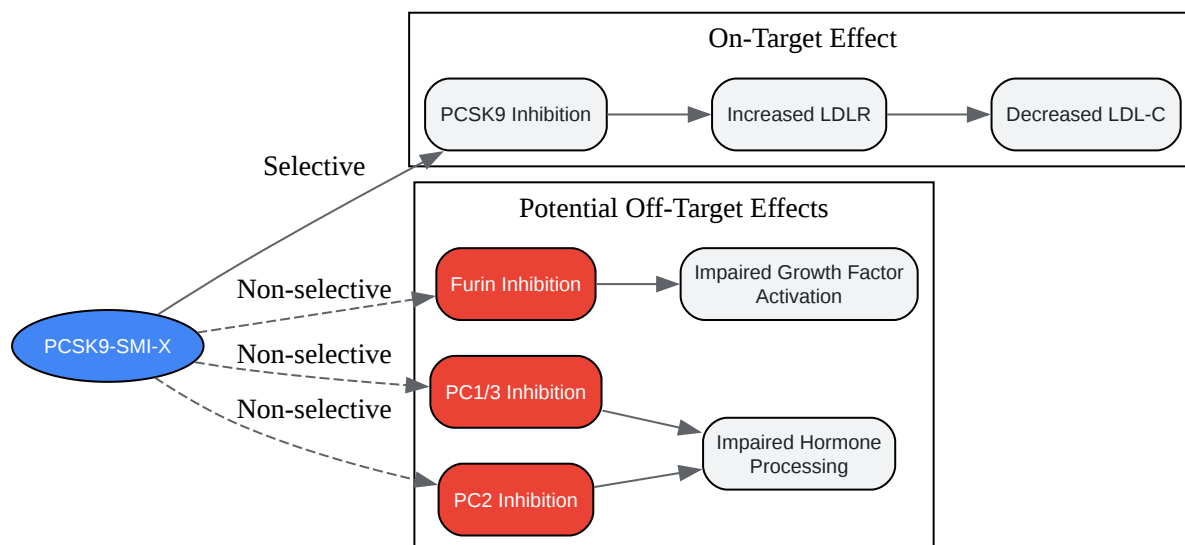 On-Target Effect
PCSK9 Inhibition
Increased LDLR
Decreased LDL-C
Selective
Potential Off-Target Effects
Furin Inhibition
Impaired Growth Factor
Activation
Non-selective
PCSK9-SMI-X
Non-selective
PC1/3 Inhibition
Non-selective
Impaired Hormone
Processing
PC2 Inhibition